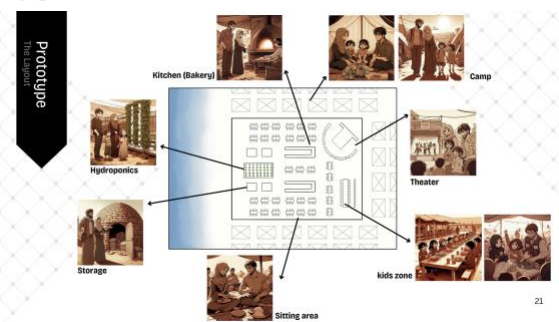 Prototype
The Layout
Kitchen (Bakery)
Camp
Hydroponics
Theater
Storage
kids zone
Sitting area
21